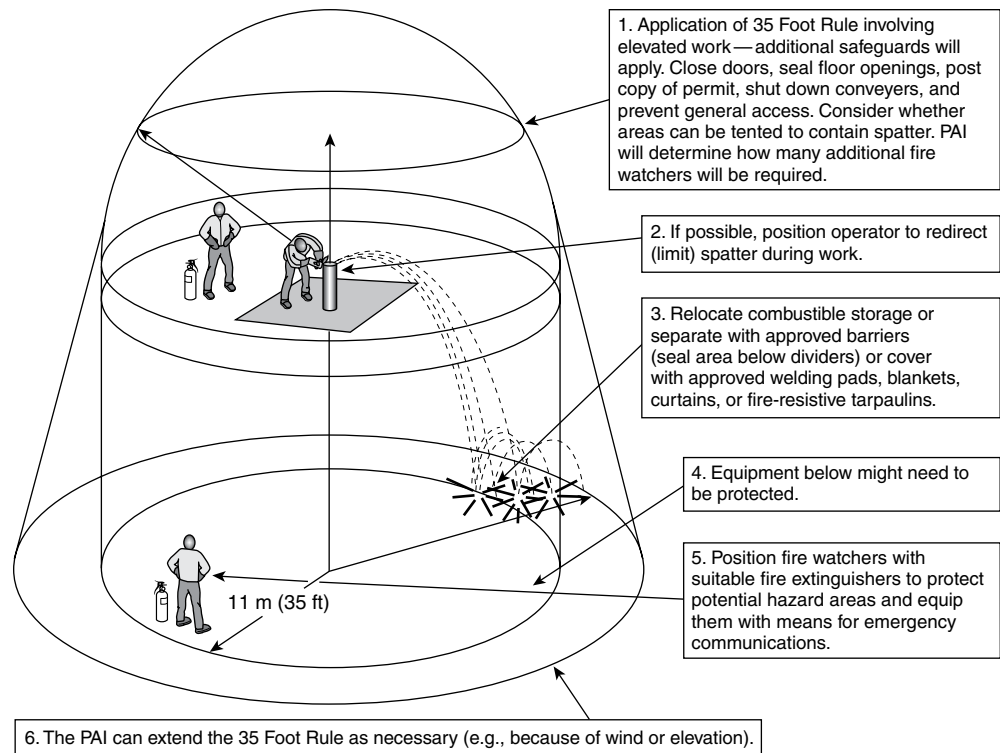 1. Application of 35 Foot Rule involving
elevated work — additional safeguards will
apply. Close doors, seal floor openings, post
copy of permit, shut down conveyers, and
prevent general access. Consider whether
areas can be tented to contain spatter. PAI
will determine how many additional fire
watchers will be required.
2. If possible, position operator to redirect
(limit) spatter during work.
3. Relocate combustible storage or
separate with approved barriers
(seal area below dividers) or cover
with approved welding pads, blankets,
curtains, or fire-resistive tarpaulins.
4. Equipment below might need to
be protected.
5. Position fire watchers with
suitable fire extinguishers to protect
potential hazard areas and equip
them with means for emergency
communications.
11 m (35 ft)
6. The PAI can extend the 35 Foot Rule as necessary (e.g., because of wind or elevation).